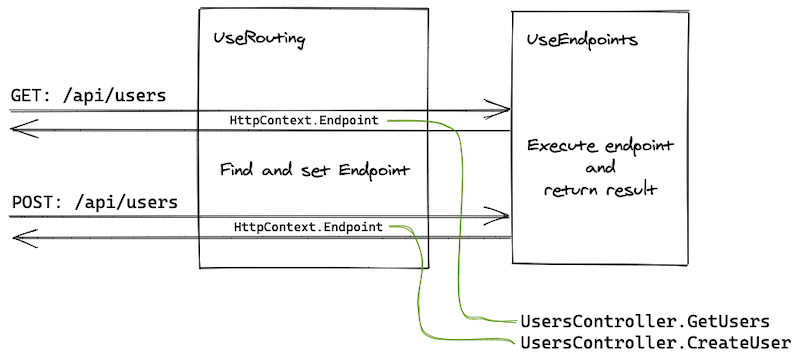 UseRouting
UseEndpoints
GET: /api/users
HttpContext.Endpoint
Find and set Endpoint
Execute endpoint
and
return result
POST: /api/users
HttpContext.Endpoint
UsersController.GetUsers
UsersController.CreateUser